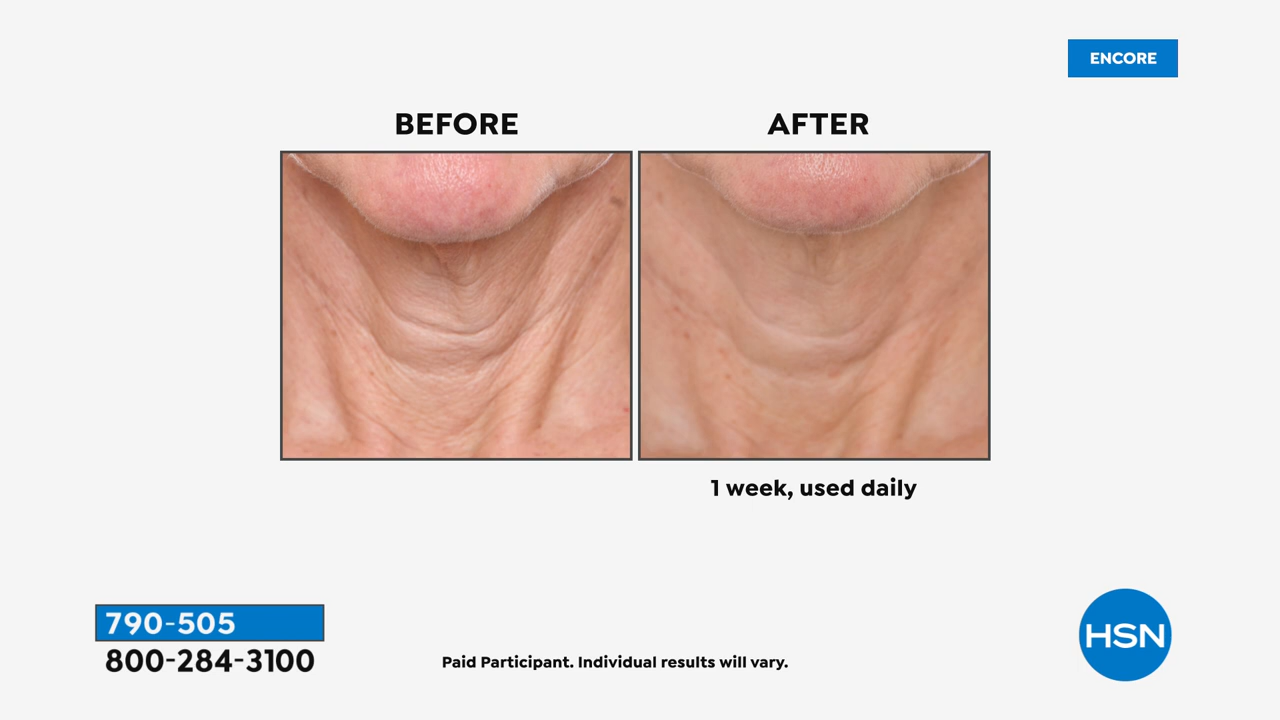 ENCORE
BEFORE
AFTER
1 week, used daily
790-505
800-284-3100
Paid Participant. Individual results will vary.
HSN